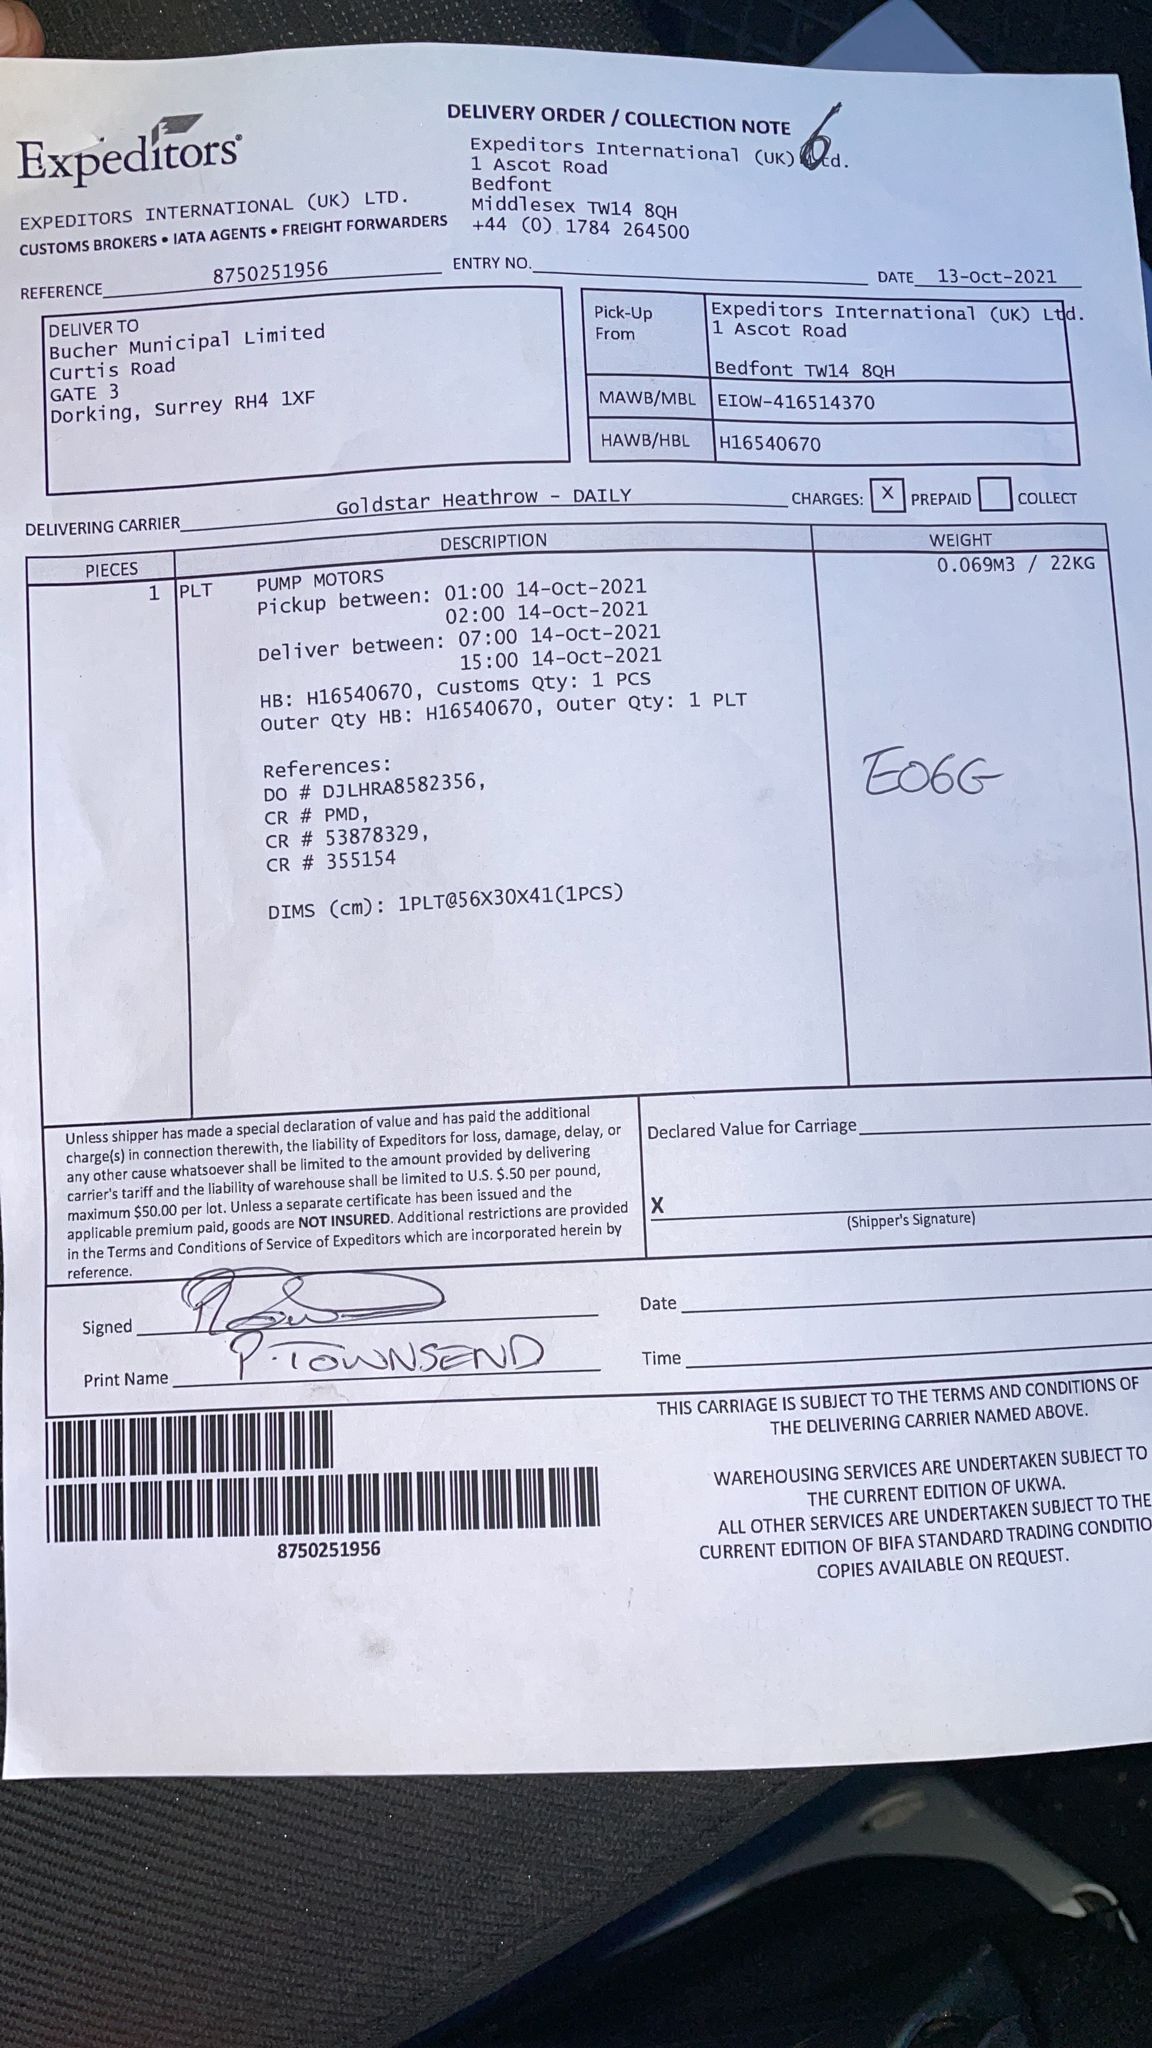 Expeditors®
EXPEDITORS INTERNATIONAL (UK) LTD.
CUSTOMS BROKERS • IATA AGENTS • FREIGHT FORWARDERS
DELIVERY ORDER / COLLECTION NOTE
6
Expeditors International (UK) Ltd.
1 Ascot Road
Bedfont
Middlesex TW14 8QH
+44 (0) 1784 264500
REFERENCE 8750251956
ENTRY NO.
DATE 13-Oct-2021
DELIVER TO
Bucher Municipal Limited
Curtis Road
GATE 3
Dorking, Surrey RH4 1XF
Pick-Up From
Expeditors International (UK) Ltd.
1 Ascot Road
Bedfont TW14 8QH
MAWB/MBL EIOW-416514370
HAWB/HBL H16540670
DELIVERING CARRIER Goldstar Heathrow - DAILY
CHARGES: X PREPAID COLLECT
PIECES DESCRIPTION WEIGHT
1 PLT PUMP MOTORS 0.069M3 / 22KG
Pickup between: 01:00 14-Oct-2021
02:00 14-Oct-2021
Deliver between: 07:00 14-Oct-2021
15:00 14-Oct-2021
HB: H16540670, Customs Qty: 1 PCS
Outer Qty HB: H16540670, Outer Qty: 1 PLT
References:
DO # DJLHRA8582356,
CR # PMD,
CR # 53878329,
CR # 355154
E06G
DIMS (cm): 1PLT@56X30X41(1PCS)
Unless shipper has made a special declaration of value and has paid the additional
charge(s) in connection therewith, the liability of Expeditors for loss, damage, delay, or
any other cause whatsoever shall be limited to the amount provided by delivering
carrier's tariff and the liability of warehouse shall be limited to U.S. $.50 per pound,
maximum $50.00 per lot. Unless a separate certificate has been issued and the
applicable premium paid, goods are NOT INSURED. Additional restrictions are provided
in the Terms and Conditions of Service of Expeditors which are incorporated herein by
reference.
Declared Value for Carriage
X
(Shipper's Signature)
Signed
Print Name P. TOWNSEND
Date
Time
8750251956
THIS CARRIAGE IS SUBJECT TO THE TERMS AND CONDITIONS OF
THE DELIVERING CARRIER NAMED ABOVE.
WAREHOUSING SERVICES ARE UNDERTAKEN SUBJECT TO
THE CURRENT EDITION OF UKWA.
ALL OTHER SERVICES ARE UNDERTAKEN SUBJECT TO THE
CURRENT EDITION OF BIFA STANDARD TRADING CONDITIO
COPIES AVAILABLE ON REQUEST.